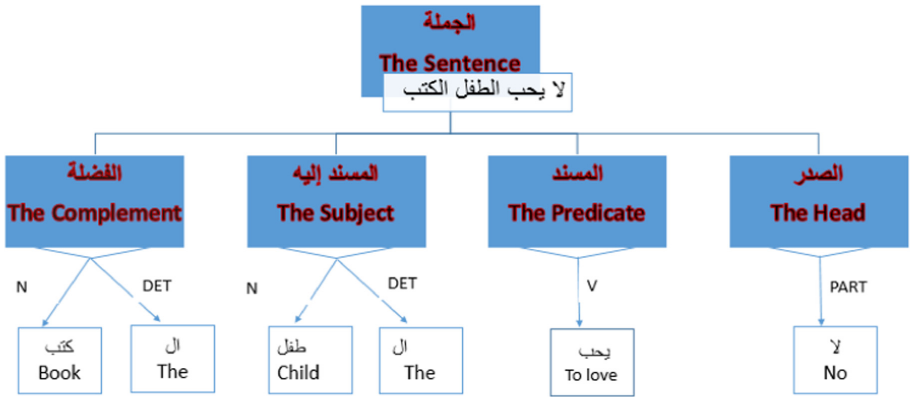 الجملة
The Sentence
لا يحب الطفل الكتب
الصدر
The Head
المسند
The Predicate
المسند إليه
The Subject
الفضلة
The Complement
PART
V
DET
N
DET
N
لا
No
يحب
To love
ال
The
طفل
Child
ال
The
كتب
Book